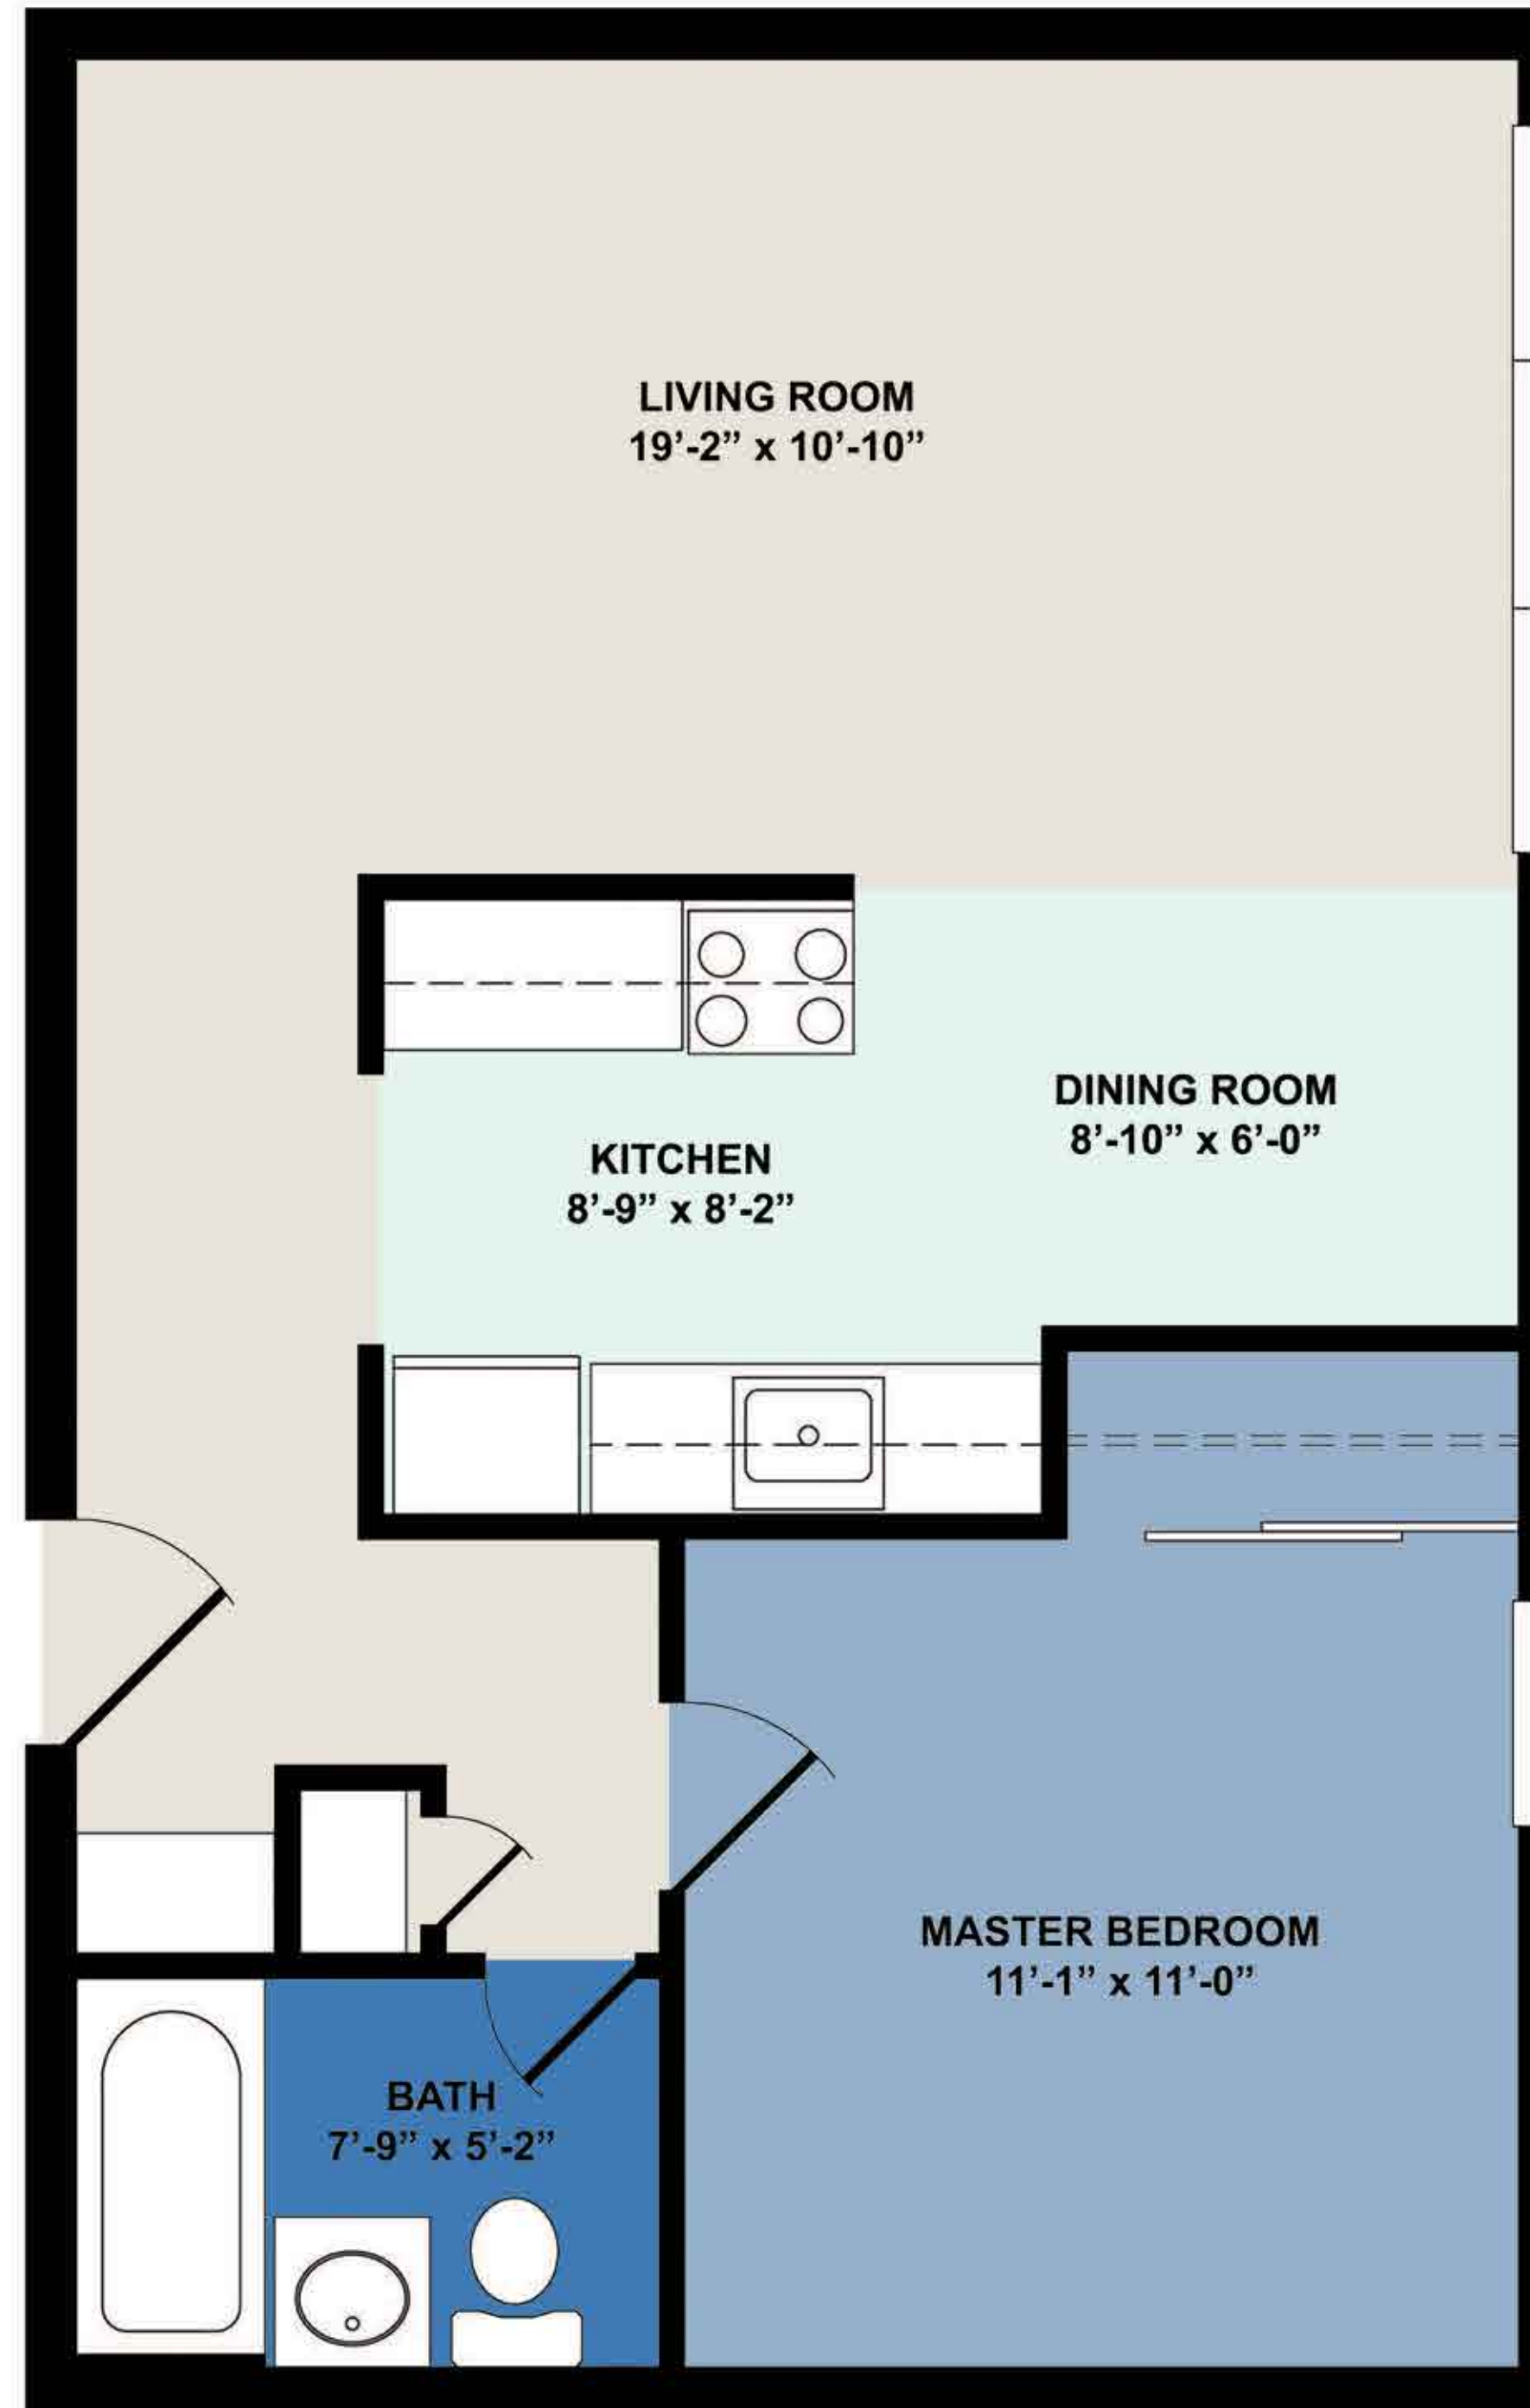 LIVING ROOM
19’-2” x 10’-10”
DINING ROOM
8’-10” x 6’-0”
KITCHEN
8’-9” x 8’-2”
MASTER BEDROOM
11’-1” x 11’-0”
BATH
7’-9” x 5’-2”